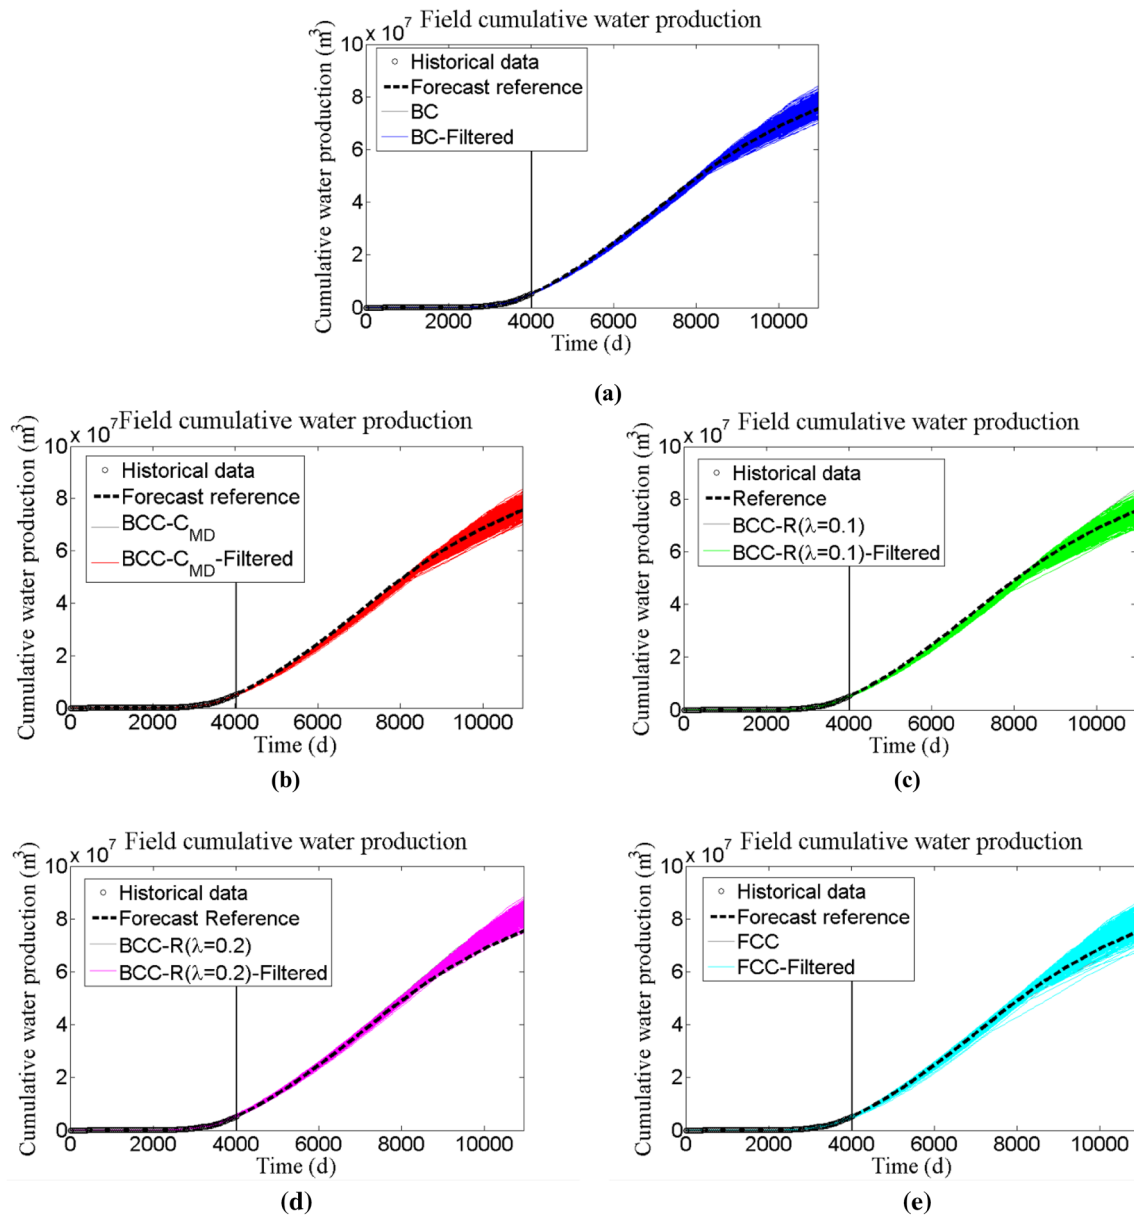 Field cumulative water production
10 x 10^7
8
6
4
2
0
Cumulative water production (m³)
Historical data
Forecast reference
BC
BC-Filtered
0 2000 4000 6000 8000 10000
Time (d)
(a)
Field cumulative water production
10 x 10^7
8
6
4
2
0
Cumulative water production (m³)
Historical data
Forecast reference
BCC-C_MD
BCC-C_MD-Filtered
0 2000 4000 6000 8000 10000
Time (d)
(b)
Field cumulative water production
10 x 10^7
8
6
4
2
0
Cumulative water production (m³)
Historical data
Reference
BCC-R(λ=0.1)
BCC-R(λ=0.1)-Filtered
0 2000 4000 6000 8000 10000
Time (d)
(c)
Field cumulative water production
10 x 10^7
8
6
4
2
0
Cumulative water production (m³)
Historical data
Forecast Reference
BCC-R(λ=0.2)
BCC-R(λ=0.2)-Filtered
0 2000 4000 6000 8000 10000
Time (d)
(d)
Field cumulative water production
10 x 10^7
8
6
4
2
0
Cumulative water production (m³)
Historical data
Forecast reference
FCC
FCC-Filtered
0 2000 4000 6000 8000 10000
Time (d)
(e)